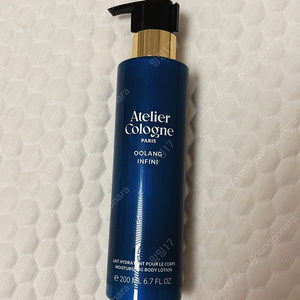 Atelier
Cologne
PARIS
OOLANG
INFINI
LAIT HYDRATANT POUR LE CORPS
MOISTURIZING BODY LOTION
℮ 200 ML 6.7 FL.OZ.
gjgj17